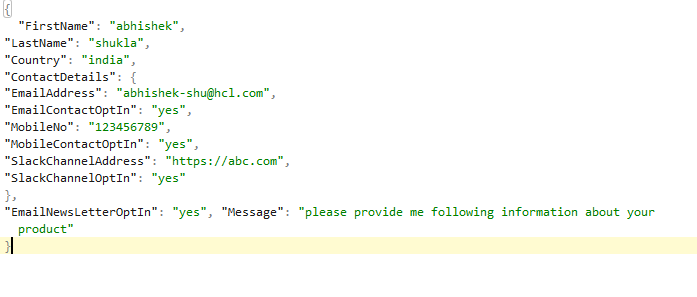 {
"FirstName": "abhishek",
"LastName": "shukla",
"Country": "india",
"ContactDetails": {
"EmailAddress": "abhishek-shu@hcl.com",
"EmailContactOptIn": "yes",
"MobileNo": "123456789",
"MobileContactOptIn": "yes",
"SlackChannelAddress": "https://abc.com",
"SlackChannelOptIn": "yes"
},
"EmailNewsLetterOptIn": "yes", "Message": "please provide me following information about your
product"
}